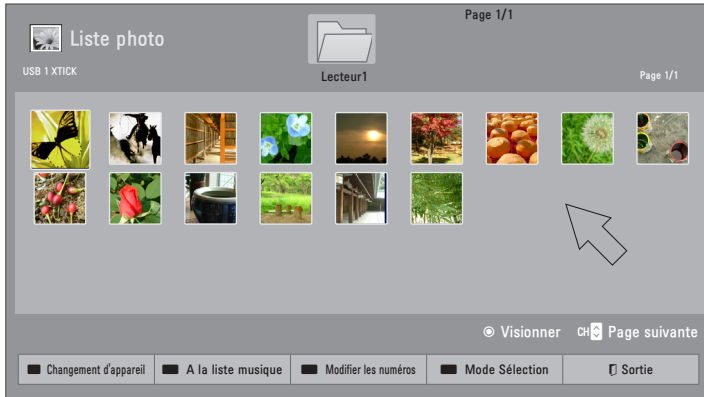 Page 1/1
Liste photo
Lecteur1
USB 1 XTICK
Page 1/1
Visionner CH Page suivante
Changement d'appareil A la liste musique Modifier les numéros Mode Sélection Sortie